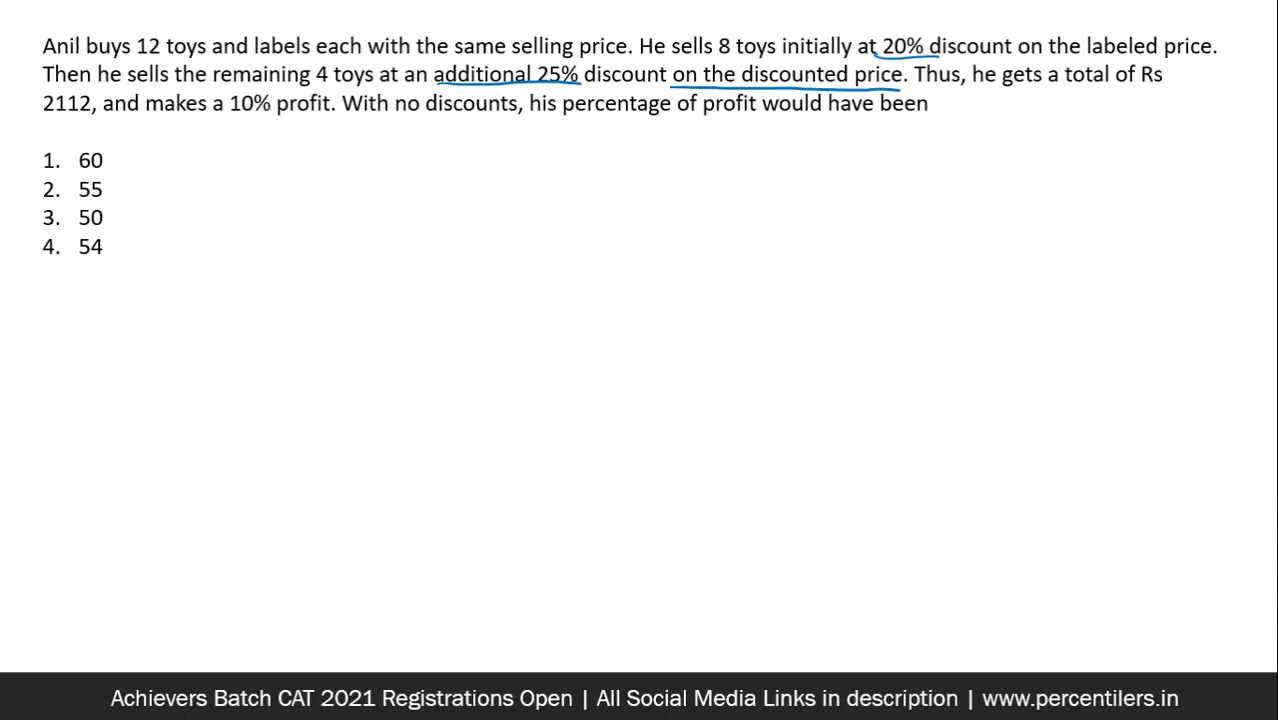 Anil buys 12 toys and labels each with the same selling price. He sells 8 toys initially at 20% discount on the labeled price.
Then he sells the remaining 4 toys at an additional 25% discount on the discounted price. Thus, he gets a total of Rs
2112, and makes a 10% profit. With no discounts, his percentage of profit would have been
1. 60
2. 55
3. 50
4. 54
Achievers Batch CAT 2021 Registrations Open | All Social Media Links in description | www.percentilers.in